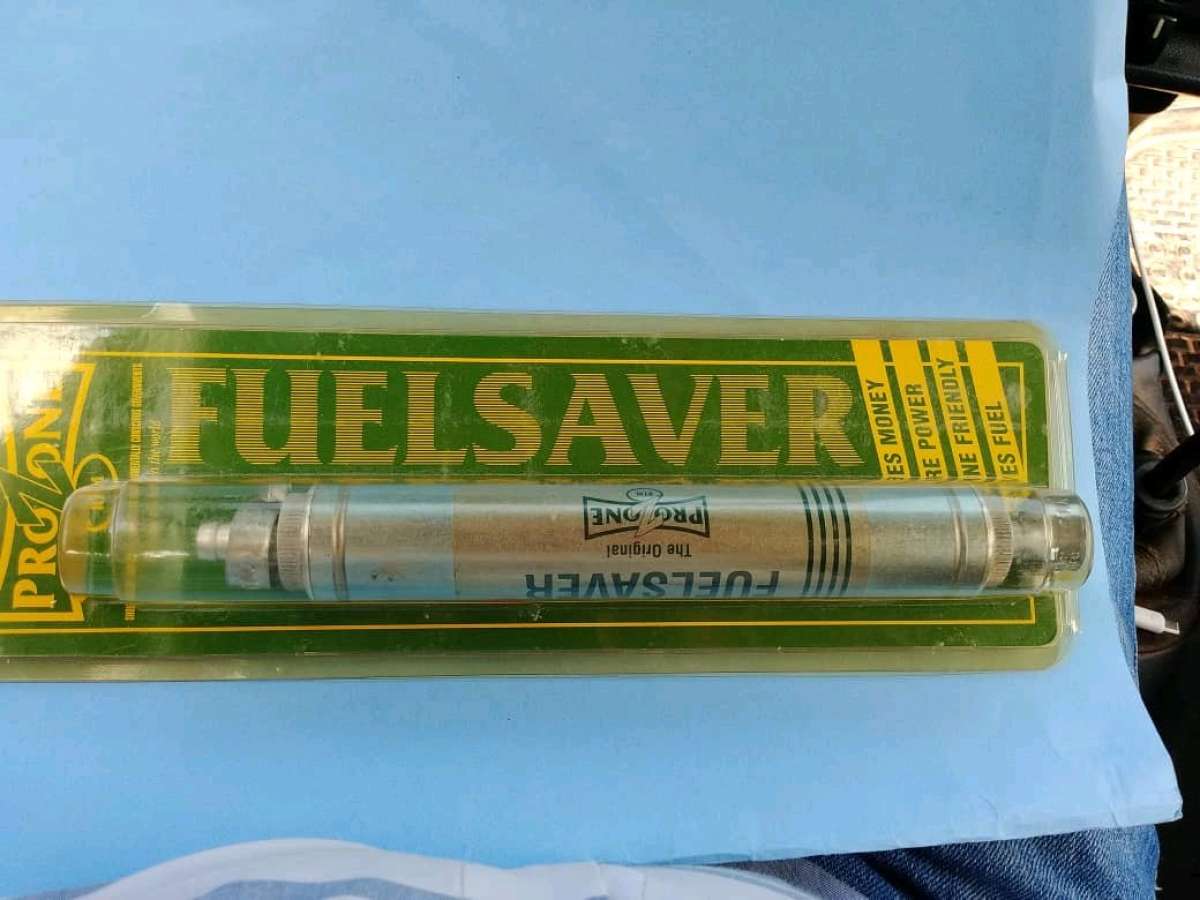 PROZONE
FUELSAVER
ES MONEY
RE POWER
NE FRIENDLY
ES FUEL
PROZONE
The Original
FUELSAVER